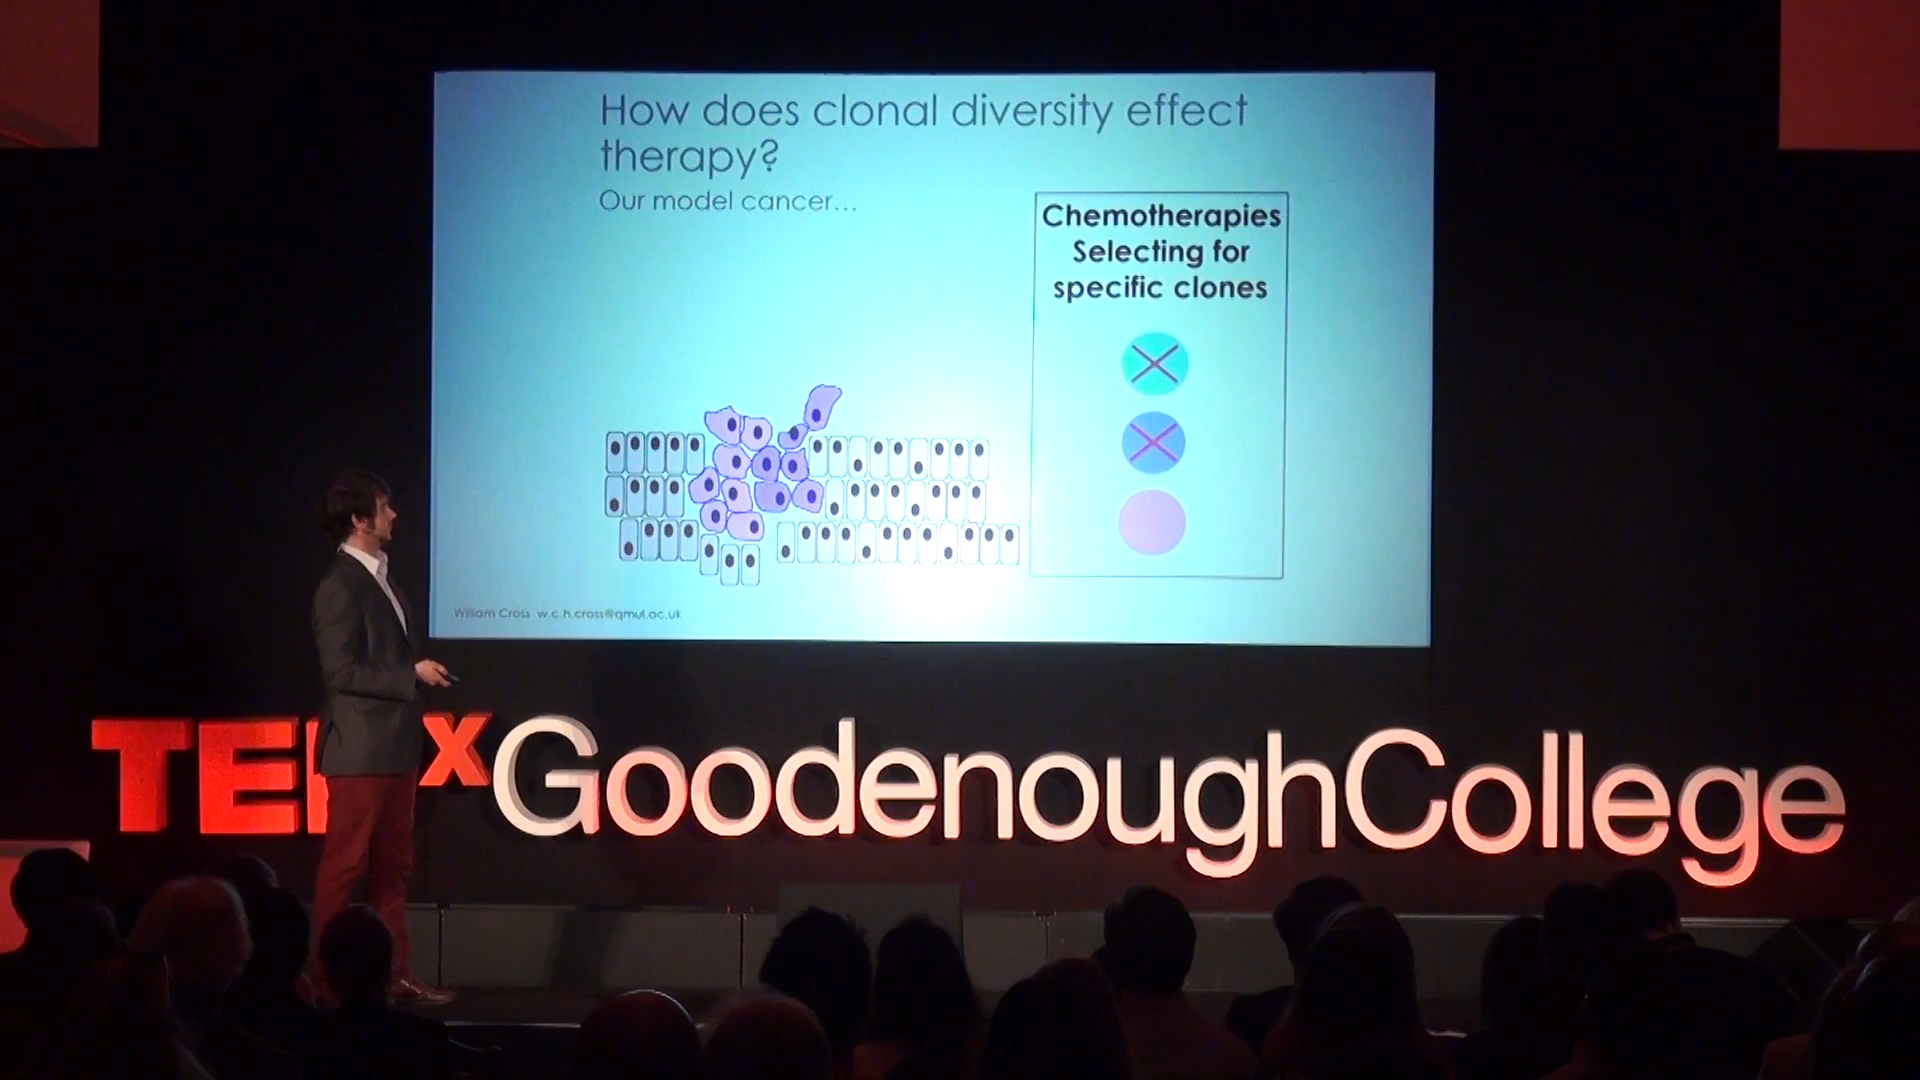 How does clonal diversity effect
therapy?
Our model cancer...
Chemotherapies
Selecting for
specific clones
William Cross w.c.h.cross@qmul.ac.uk
TEDxGoodenoughCollege